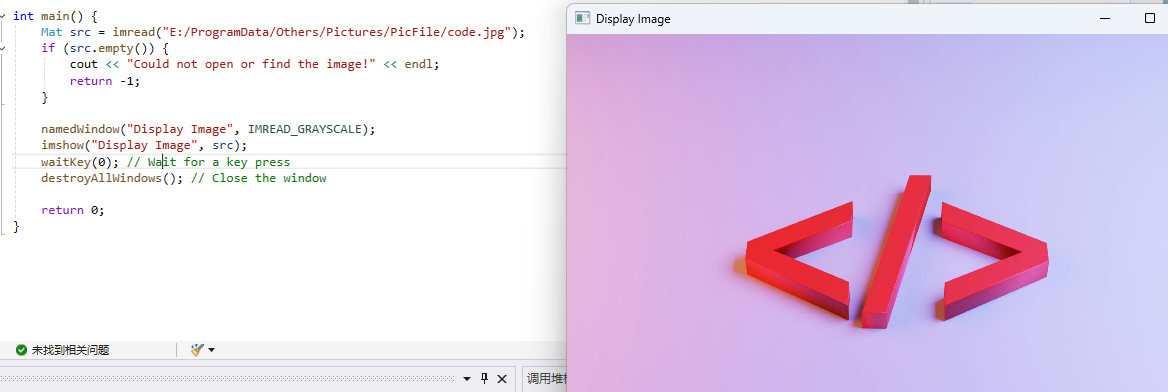 int main() {
Mat src = imread("E:/ProgramData/Others/Pictures/PicFile/code.jpg");
if (src.empty()) {
cout << "Could not open or find the image!" << endl;
return -1;
}
namedWindow("Display Image", IMREAD_GRAYSCALE);
imshow("Display Image", src);
waitKey(0); // Wait for a key press
destroyAllWindows(); // Close the window
return 0;
}
未找到相关问题
调用堆栈
Display Image